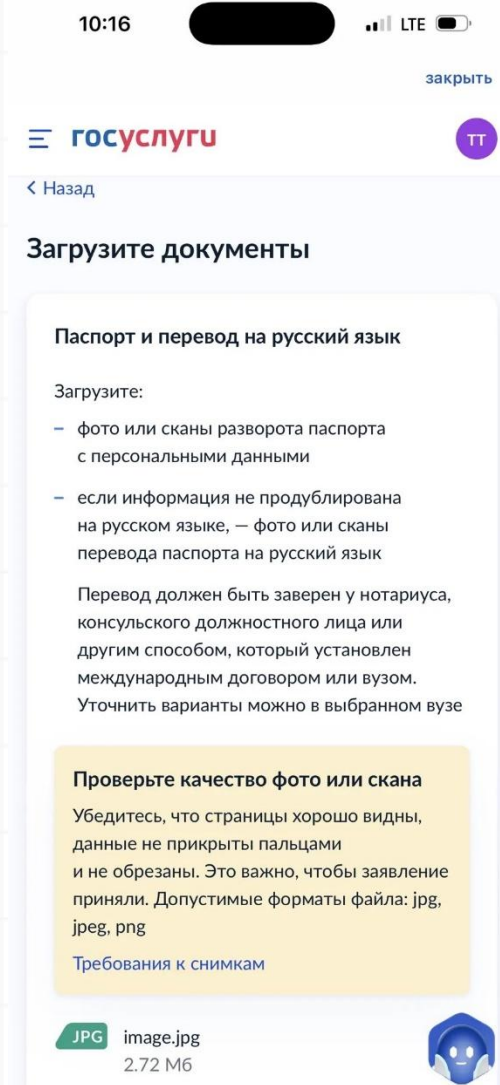 10:16
LTE
закрыть
госуслуги
ТТ
Назад
Загрузите документы
Паспорт и перевод на русский язык
Загрузите:
– фото или сканы разворота паспорта
с персональными данными
– если информация не продублирована
на русском языке, — фото или сканы
перевода паспорта на русский язык
Перевод должен быть заверен у нотариуса,
консульского должностного лица или
другим способом, который установлен
международным договором или вузом.
Уточнить варианты можно в выбранном вузе
Проверьте качество фото или скана
Убедитесь, что страницы хорошо видны,
данные не прикрыты пальцами
и не обрезаны. Это важно, чтобы заявление
приняли. Допустимые форматы файла: jpg,
jpeg, png
Требования к снимкам
JPG image.jpg
2.72 Мб